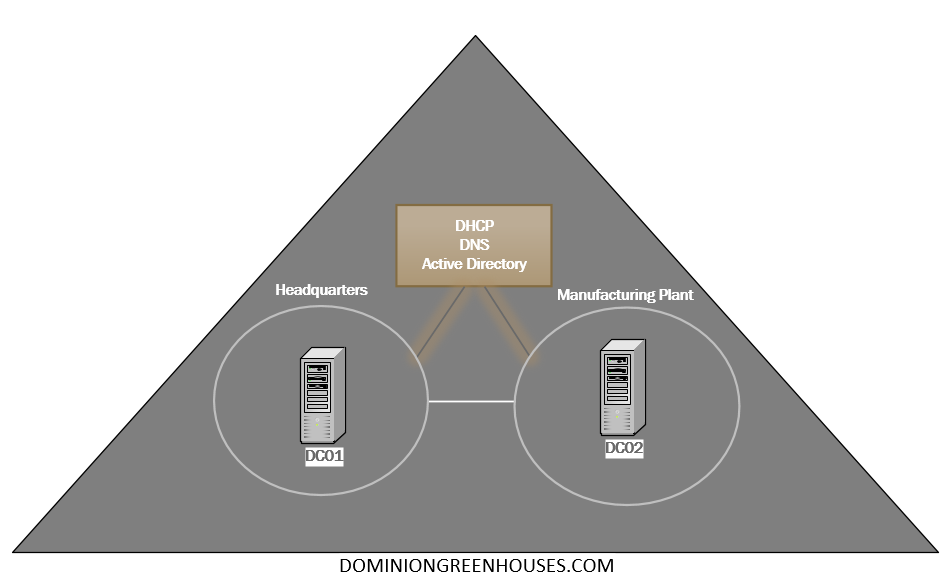 DHCP
DNS
Active Directory
Headquarters
Manufacturing Plant
DC01
DC02
DOMINIONGREENHOUSES.COM